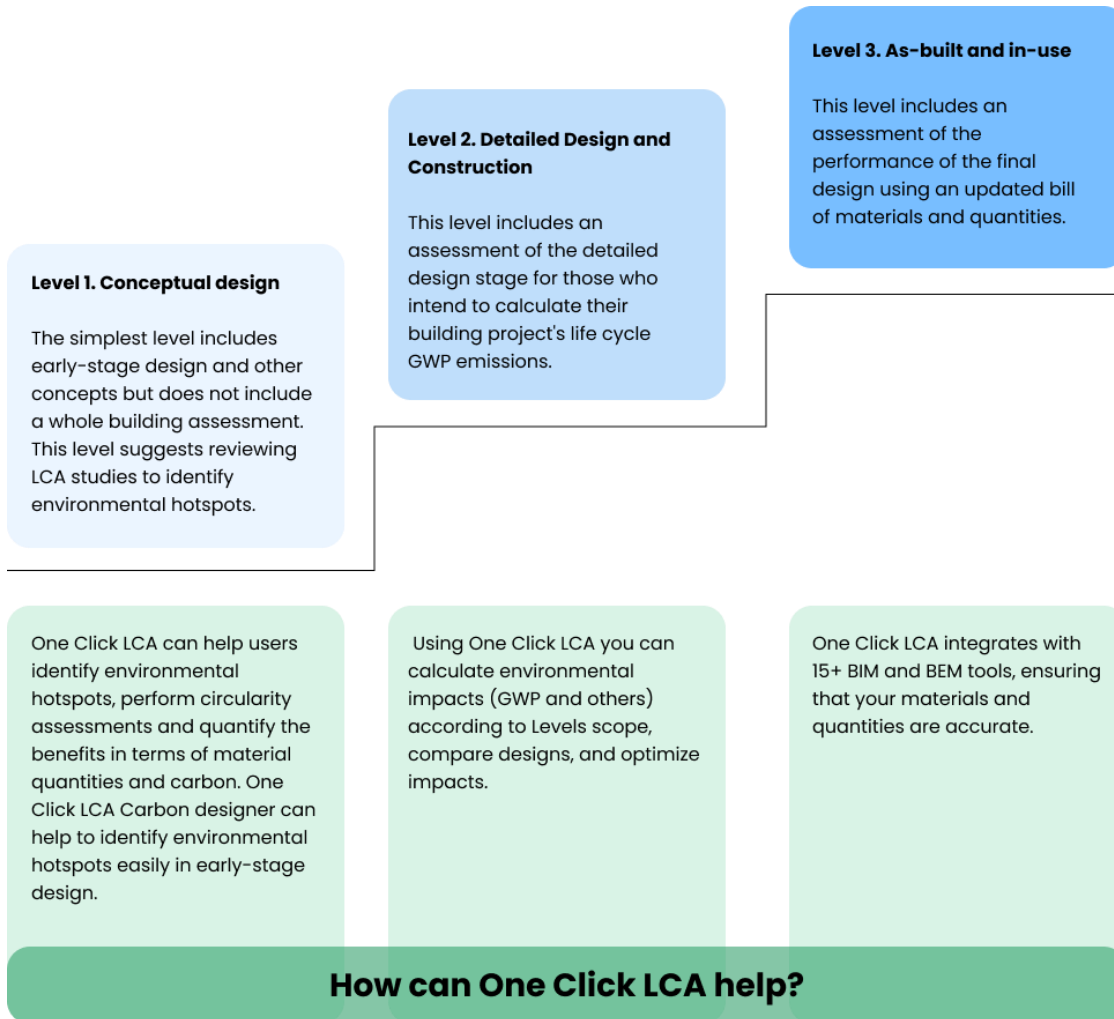 Level 1. Conceptual design
The simplest level includes
early-stage design and other
concepts but does not include
a whole building assessment.
This level suggests reviewing
LCA studies to identify
environmental hotspots.
Level 2. Detailed Design and
Construction
This level includes an
assessment of the detailed
design stage for those who
intend to calculate their
building project's life cycle
GWP emissions.
Level 3. As-built and in-use
This level includes an
assessment of the
performance of the final
design using an updated bill
of materials and quantities.
One Click LCA can help users
identify environmental
hotspots, perform circularity
assessments and quantify the
benefits in terms of material
quantities and carbon. One
Click LCA Carbon designer can
help to identify environmental
hotspots easily in early-stage
design.
Using One Click LCA you can
calculate environmental
impacts (GWP and others)
according to Levels scope,
compare designs, and optimize
impacts.
One Click LCA integrates with
15+ BIM and BEM tools, ensuring
that your materials and
quantities are accurate.
How can One Click LCA help?